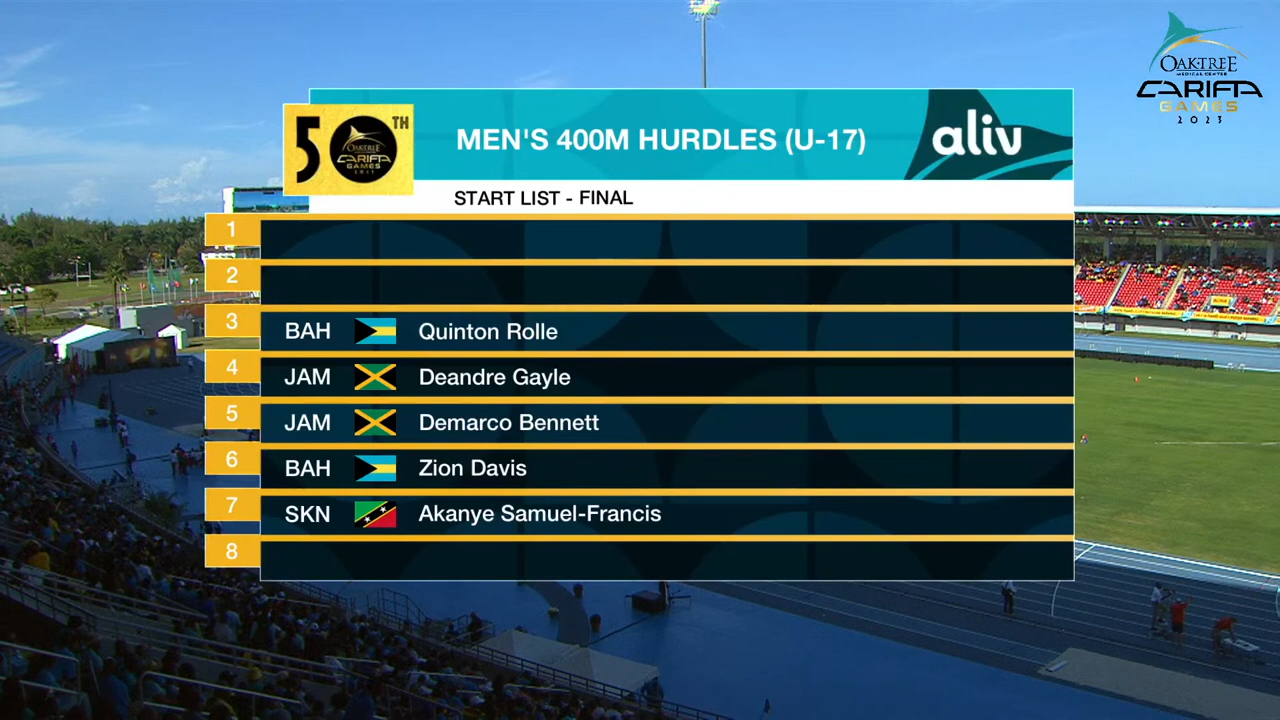 OAKTREE
MEDICAL CENTER
CARIFTA
GAMES
2023
50TH
OAKTREE
CARIFTA
GAMES
MEN'S 400M HURDLES (U-17)
aliv
START LIST - FINAL
1
2
3 BAH Quinton Rolle
4 JAM Deandre Gayle
5 JAM Demarco Bennett
6 BAH Zion Davis
7 SKN Akanye Samuel-Francis
8